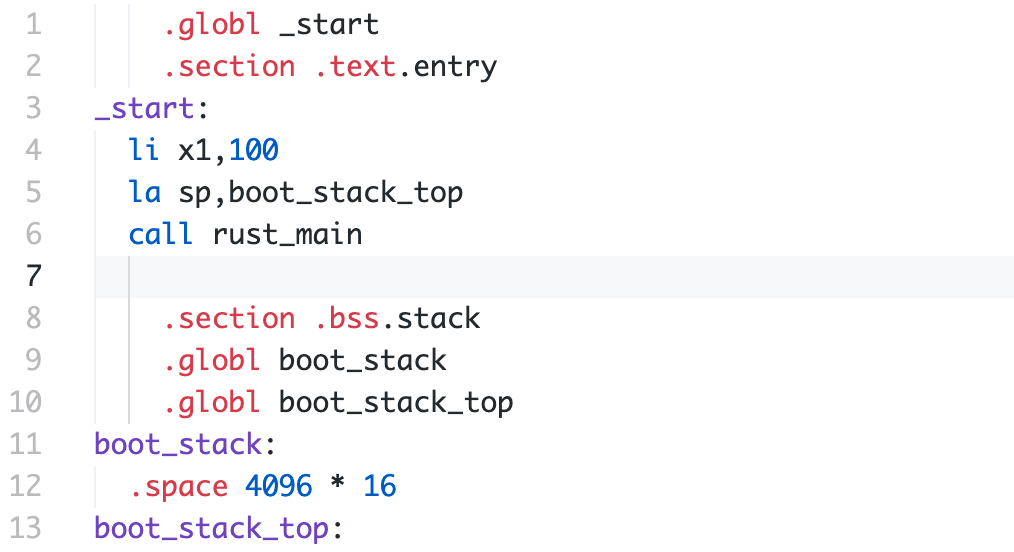 1 .globl _start
2 .section .text.entry
3 _start:
4 li x1,100
5 la sp,boot_stack_top
6 call rust_main
7
8 .section .bss.stack
9 .globl boot_stack
10 .globl boot_stack_top
11 boot_stack:
12 .space 4096 * 16
13 boot_stack_top: